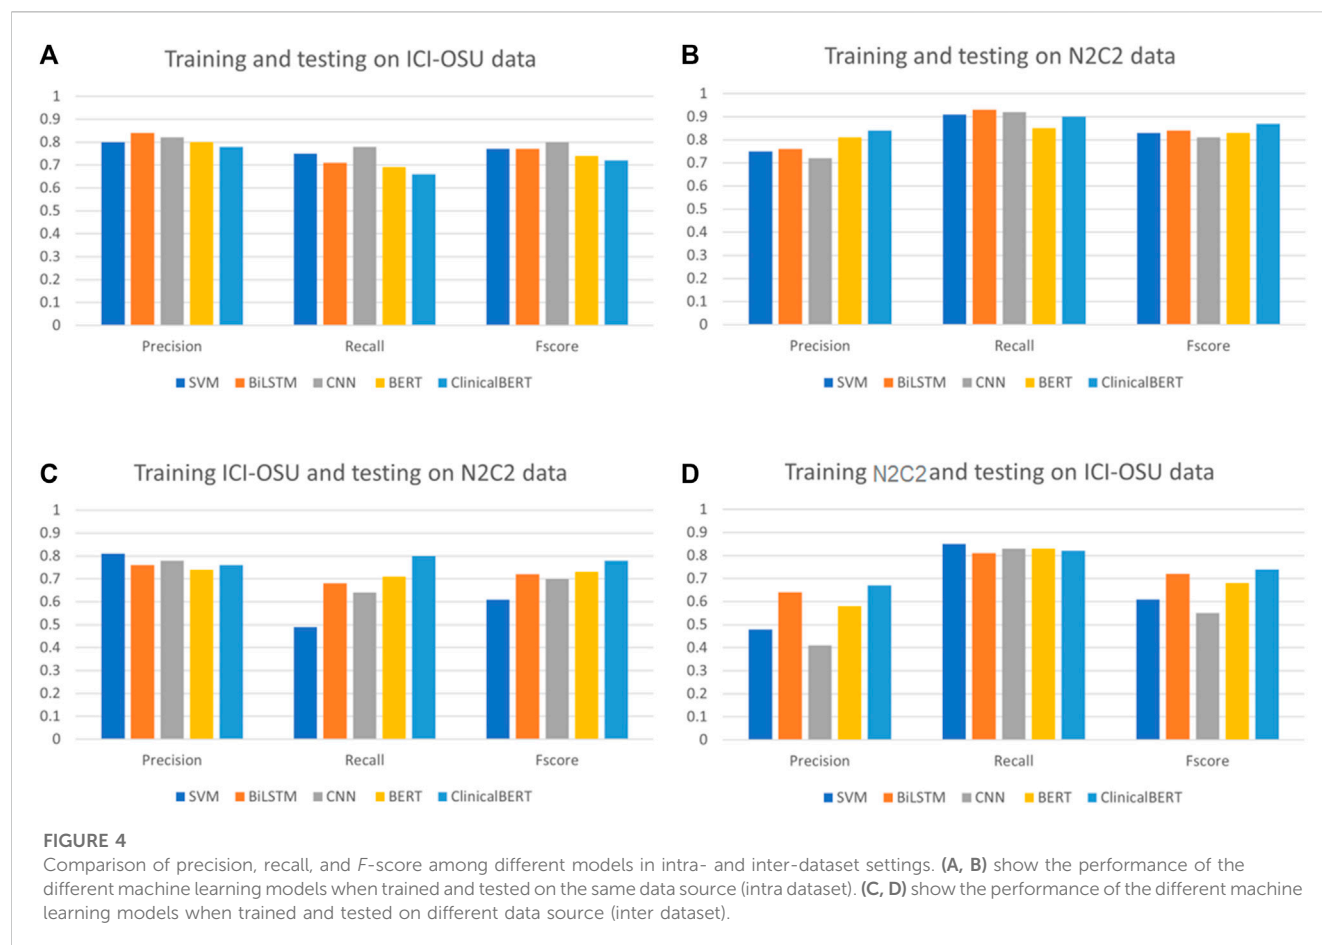 A
Training and testing on ICI-OSU data
1
0.9
0.8
0.7
0.6
0.5
0.4
0.3
0.2
0.1
0
Precision Recall Fscore
SVM BiLSTM CNN BERT ClinicalBERT
B
Training and testing on N2C2 data
1
0.9
0.8
0.7
0.6
0.5
0.4
0.3
0.2
0.1
0
Precision Recall Fscore
SVM BiLSTM CNN BERT ClinicalBERT
C
Training ICI-OSU and testing on N2C2 data
1
0.9
0.8
0.7
0.6
0.5
0.4
0.3
0.2
0.1
0
Precision Recall Fscore
SVM BiLSTM CNN BERT ClinicalBERT
D
Training N2C2 and testing on ICI-OSU data
1
0.9
0.8
0.7
0.6
0.5
0.4
0.3
0.2
0.1
0
Precision Recall Fscore
SVM BiLSTM CNN BERT ClinicalBERT
FIGURE 4
Comparison of precision, recall, and F-score among different models in intra- and inter-dataset settings. (A, B) show the performance of the
different machine learning models when trained and tested on the same data source (intra dataset). (C, D) show the performance of the different machine
learning models when trained and tested on different data source (inter dataset).